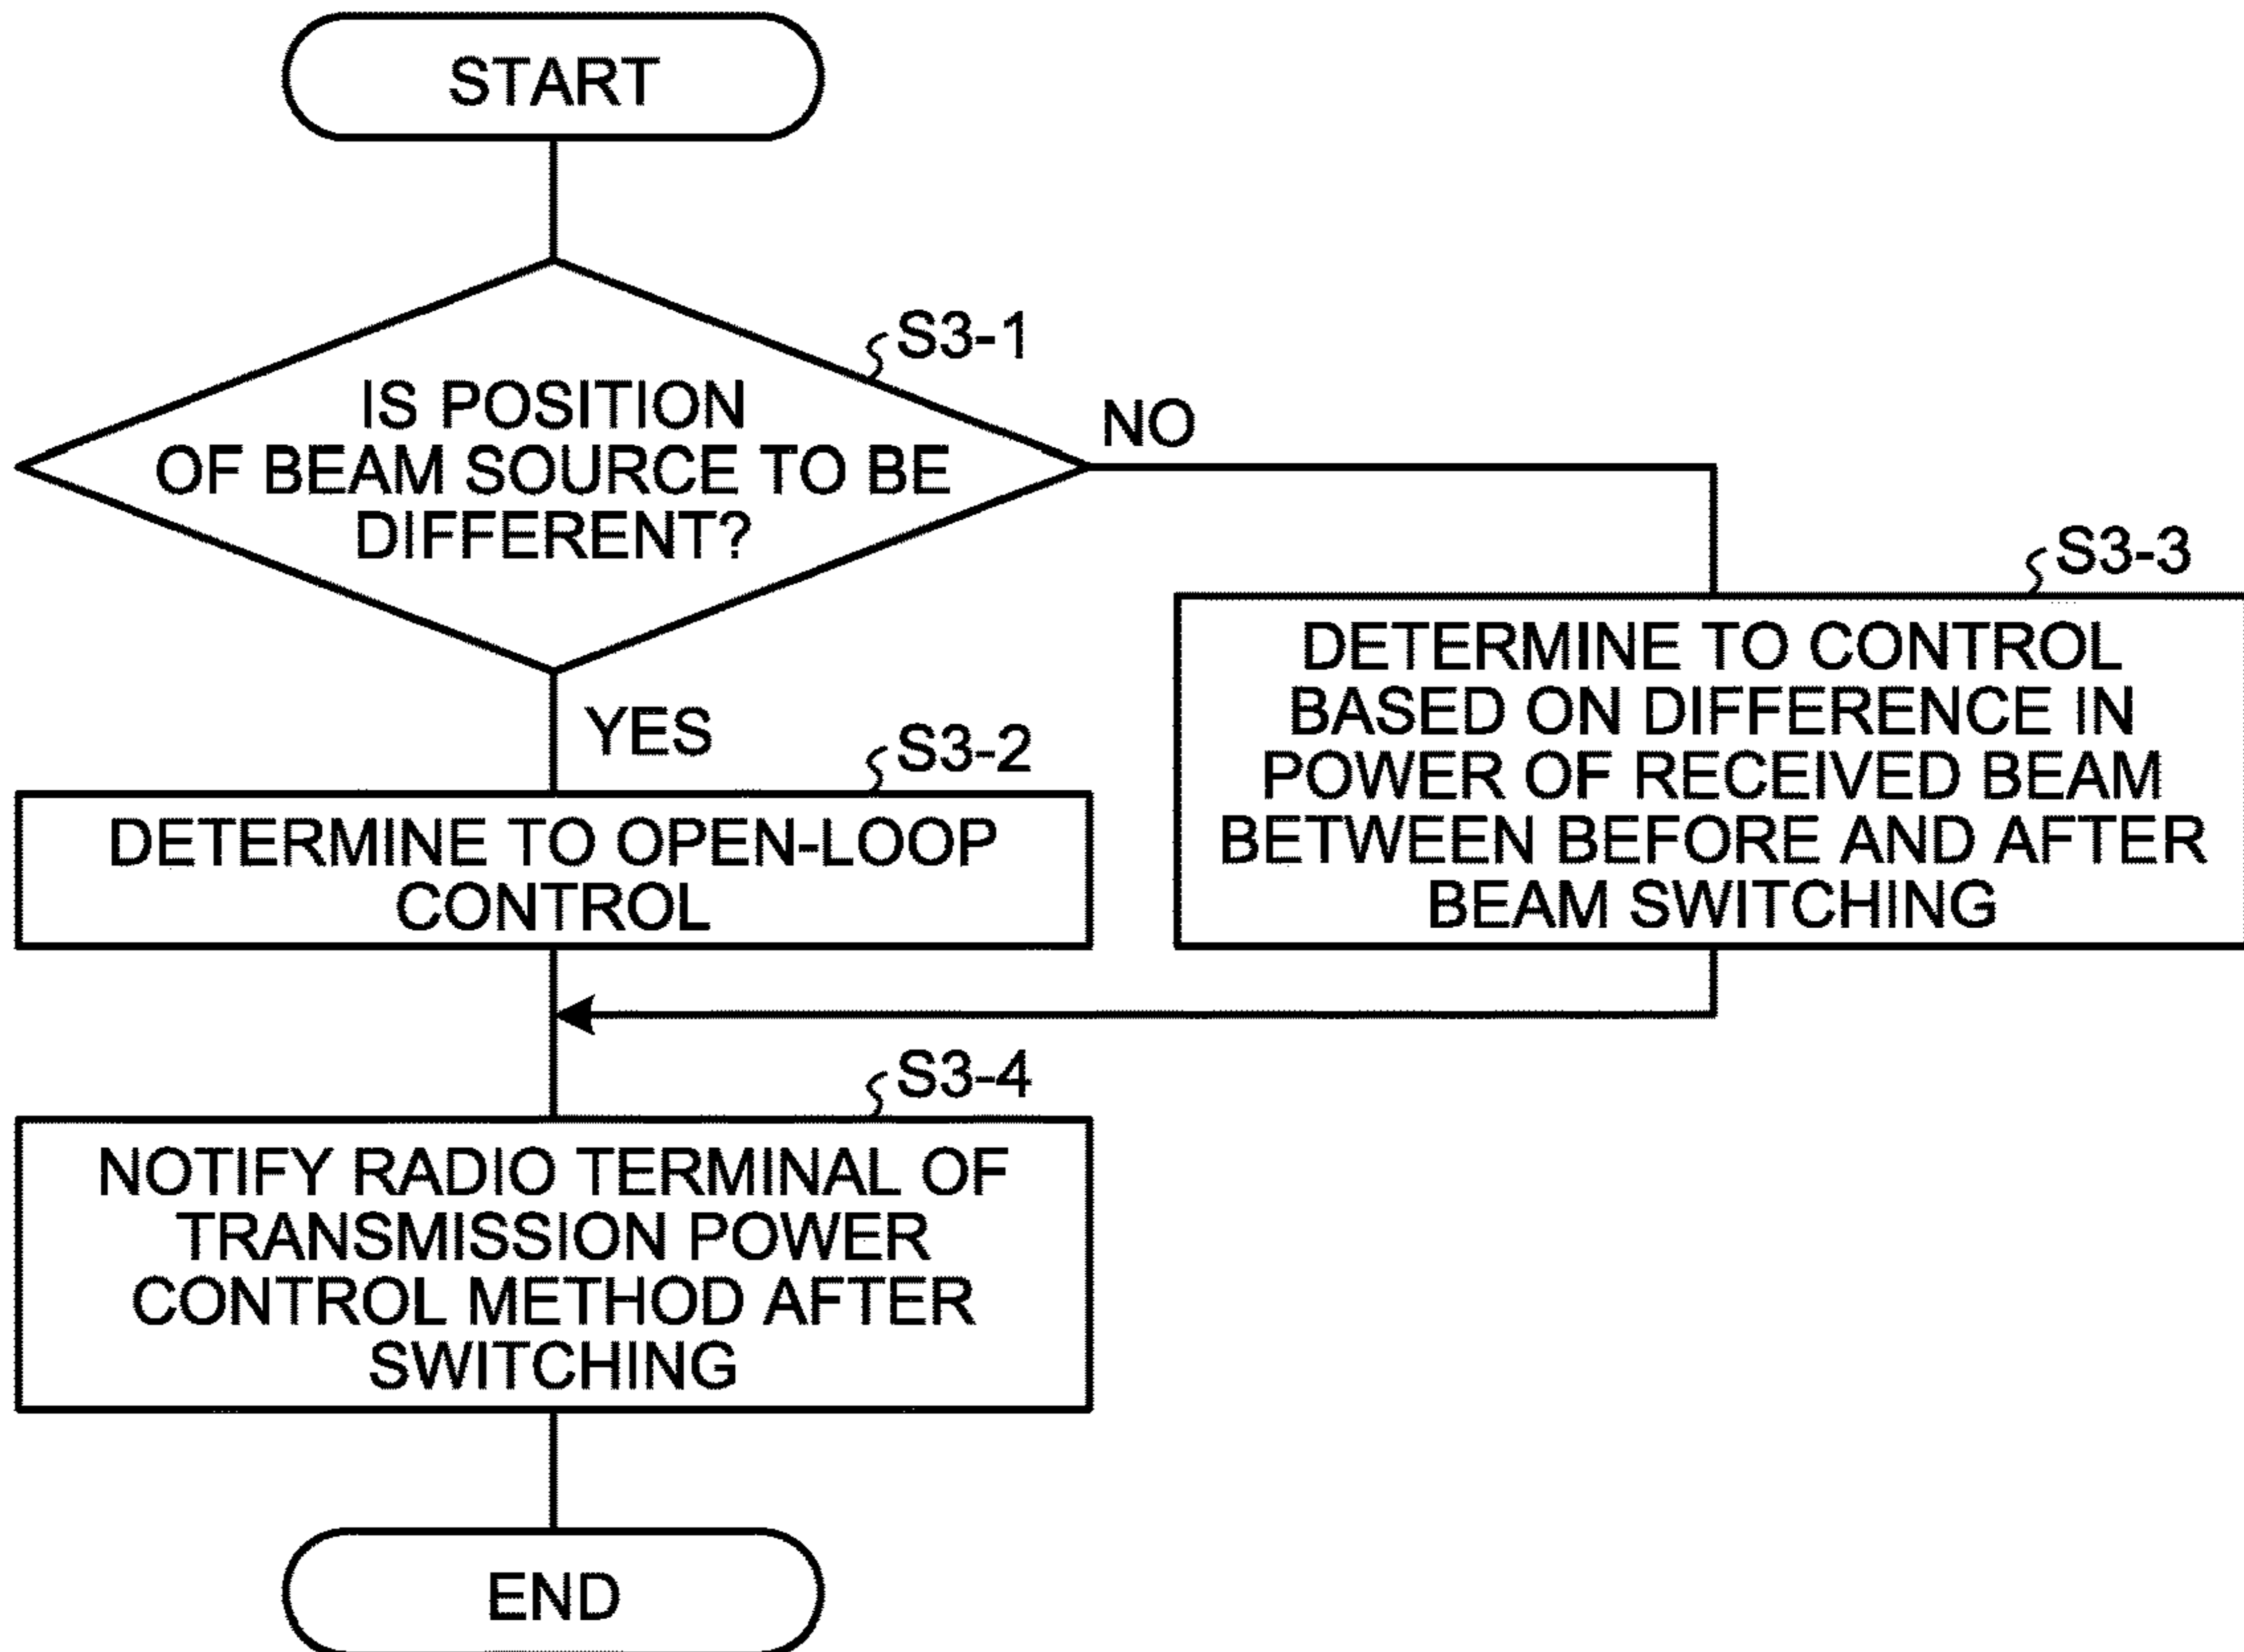 START
S3-1
IS POSITION
OF BEAM SOURCE TO BE
DIFFERENT?
NO
YES
S3-2
DETERMINE TO OPEN-LOOP
CONTROL
S3-3
DETERMINE TO CONTROL
BASED ON DIFFERENCE IN
POWER OF RECEIVED BEAM
BETWEEN BEFORE AND AFTER
BEAM SWITCHING
S3-4
NOTIFY RADIO TERMINAL OF
TRANSMISSION POWER
CONTROL METHOD AFTER
SWITCHING
END